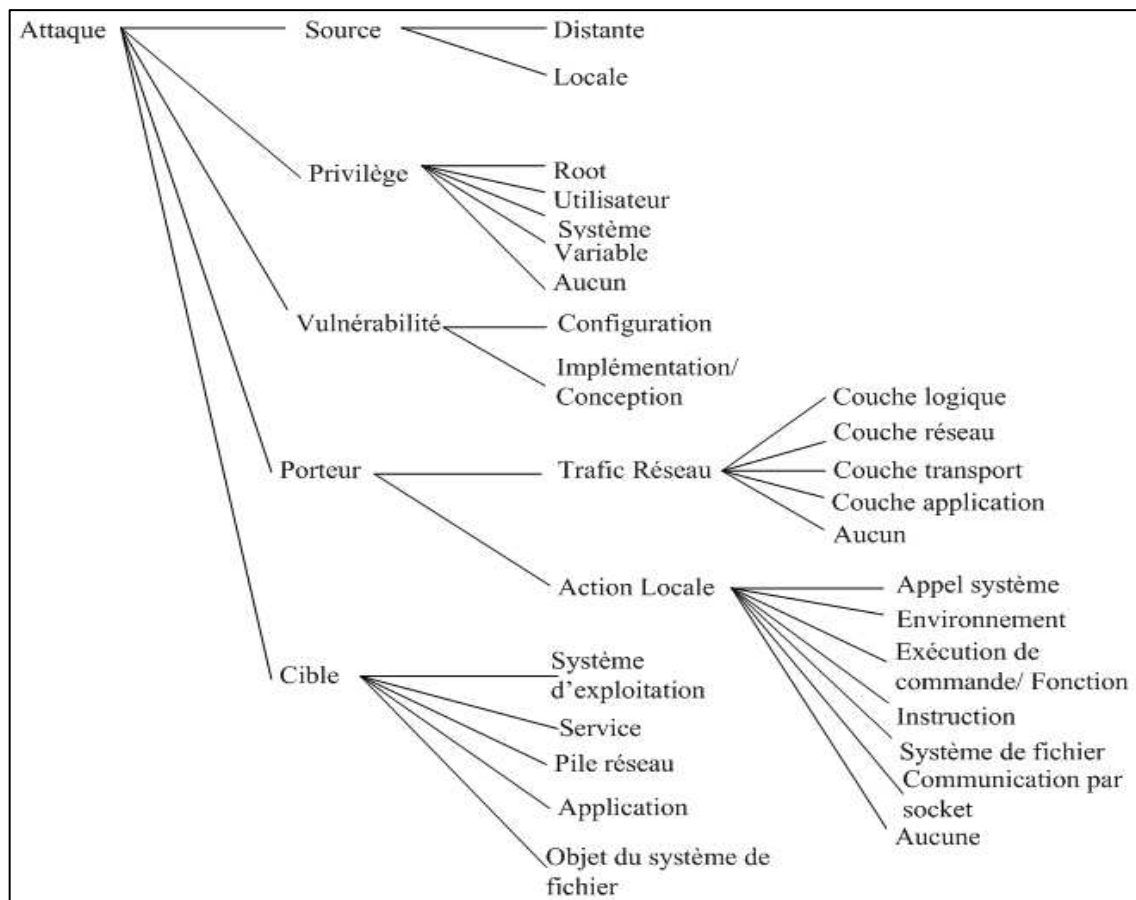 Attaque
Source
Distante
Locale
Privilège
Root
Utilisateur
Système
Variable
Aucun
Vulnérabilité
Configuration
Implémentation/
Conception
Porteur
Trafic Réseau
Couche logique
Couche réseau
Couche transport
Couche application
Aucun
Action Locale
Appel système
Environnement
Exécution de
commande/ Fonction
Instruction
Système de fichier
Communication par
socket
Aucune
Cible
Système
d'exploitation
Service
Pile réseau
Application
Objet du système de
fichier